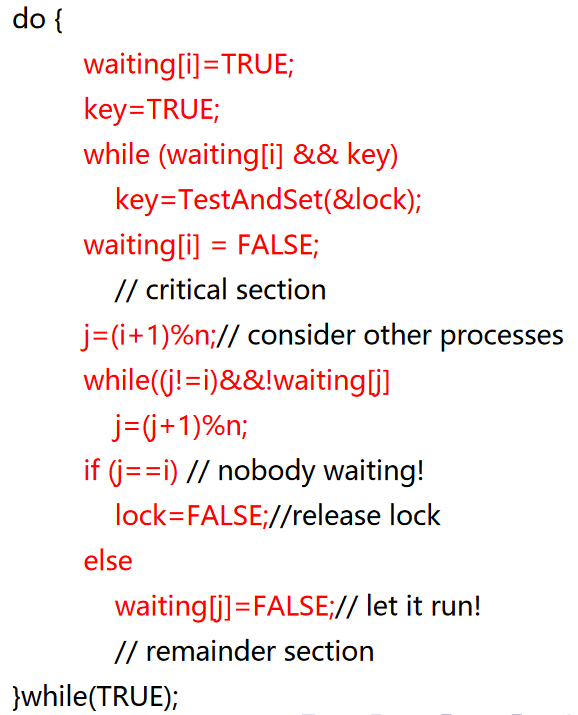 do {
waiting[i]=TRUE;
key=TRUE;
while (waiting[i] && key)
key=TestAndSet(&lock);
waiting[i] = FALSE;
// critical section
j=(i+1)%n;// consider other processes
while((j!=i)&&!waiting[j]
j=(j+1)%n;
if (j==i) // nobody waiting!
lock=FALSE;//release lock
else
waiting[j]=FALSE;// let it run!
// remainder section
}while(TRUE);